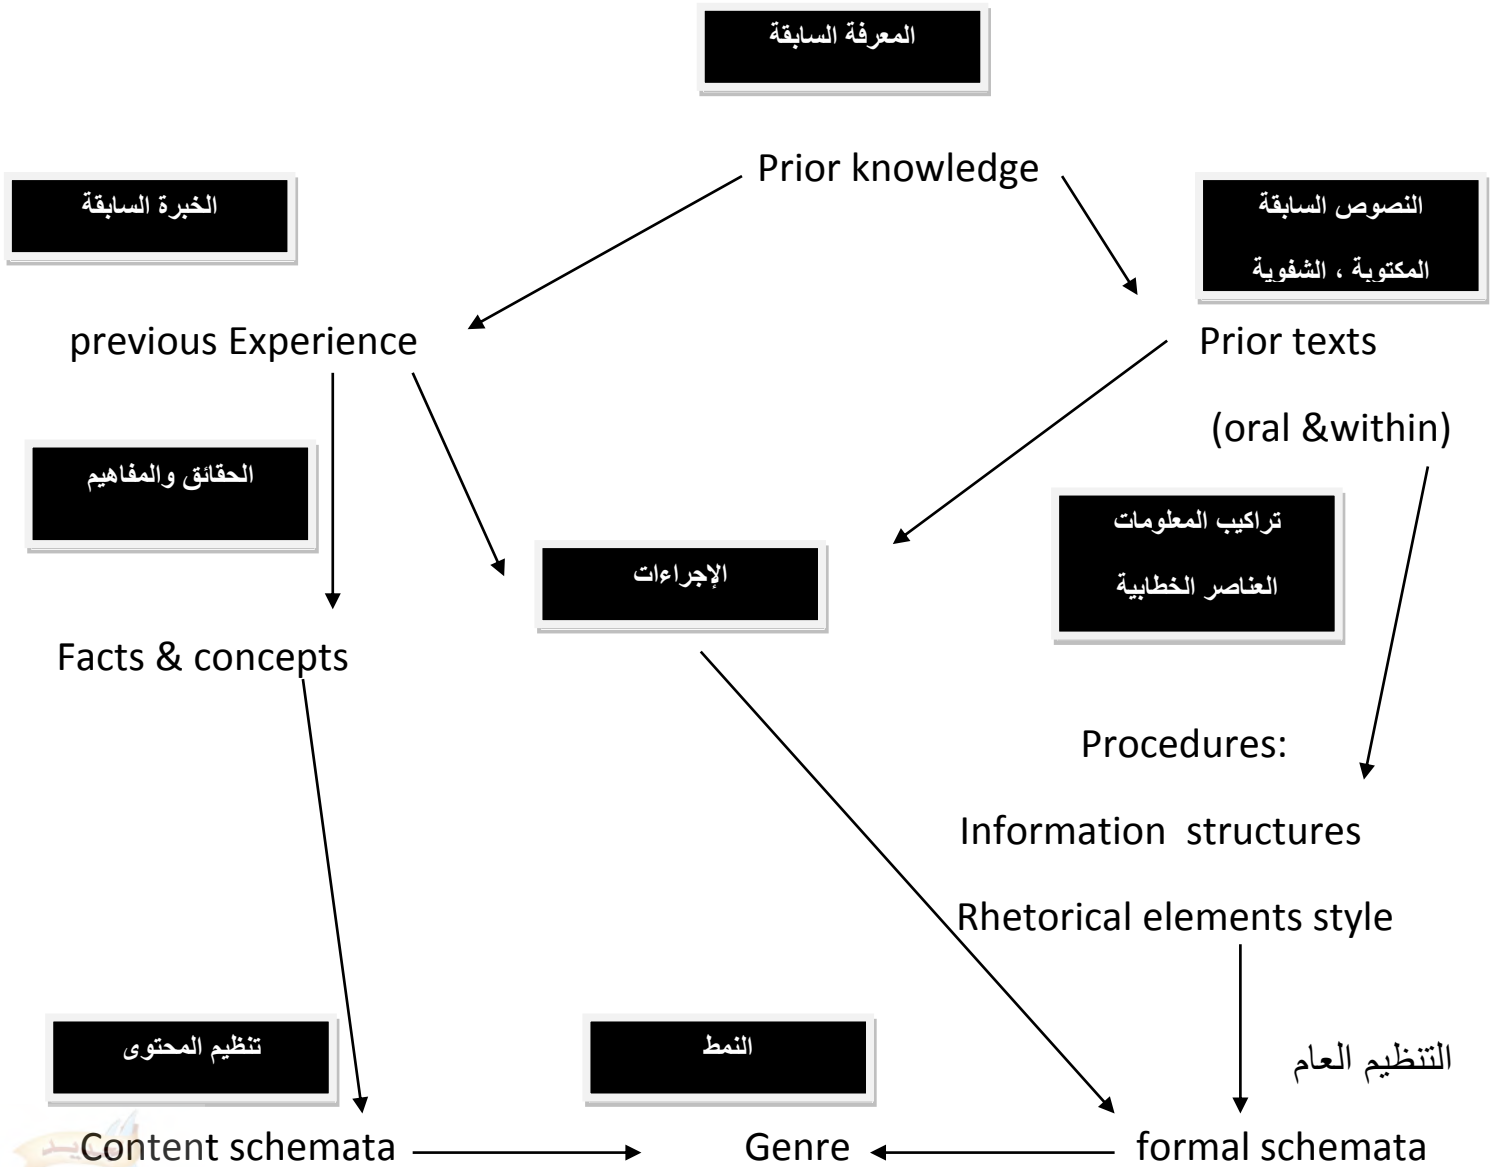 المعرفة السابقة
Prior knowledge
الخبرة السابقة
النصوص السابقة
المكتوبة ، الشفوية
previous Experience
Prior texts
(oral &within)
الحقائق والمفاهيم
تراكيب المعلومات
العناصر الخطابية
الإجراءات
Facts & concepts
Procedures:
Information structures
Rhetorical elements style
تنظيم المحتوى
النمط
التنظيم العام
Content schemata
Genre
formal schemata